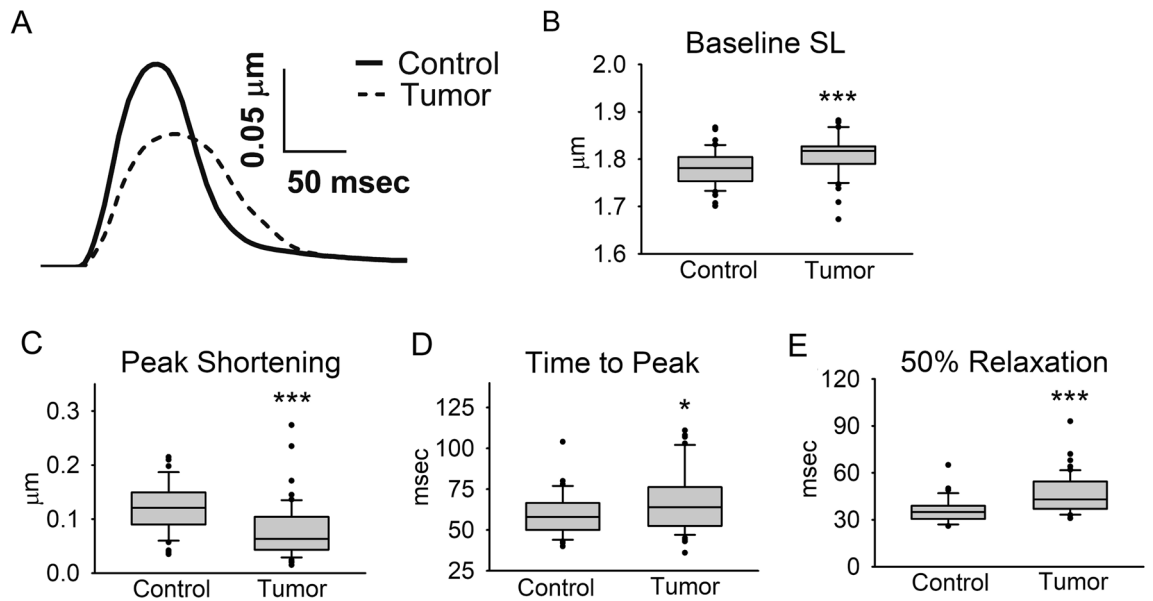 A
Control
Tumor
0.05 µm
50 msec
B
Baseline SL
***
2.0
1.9
1.8
1.7
1.6
µm
Control
Tumor
C
Peak Shortening
***
0.3
0.2
0.1
0.0
µm
Control
Tumor
D
Time to Peak
*
125
100
75
50
25
msec
Control
Tumor
E
50% Relaxation
***
120
90
60
30
0
msec
Control
Tumor